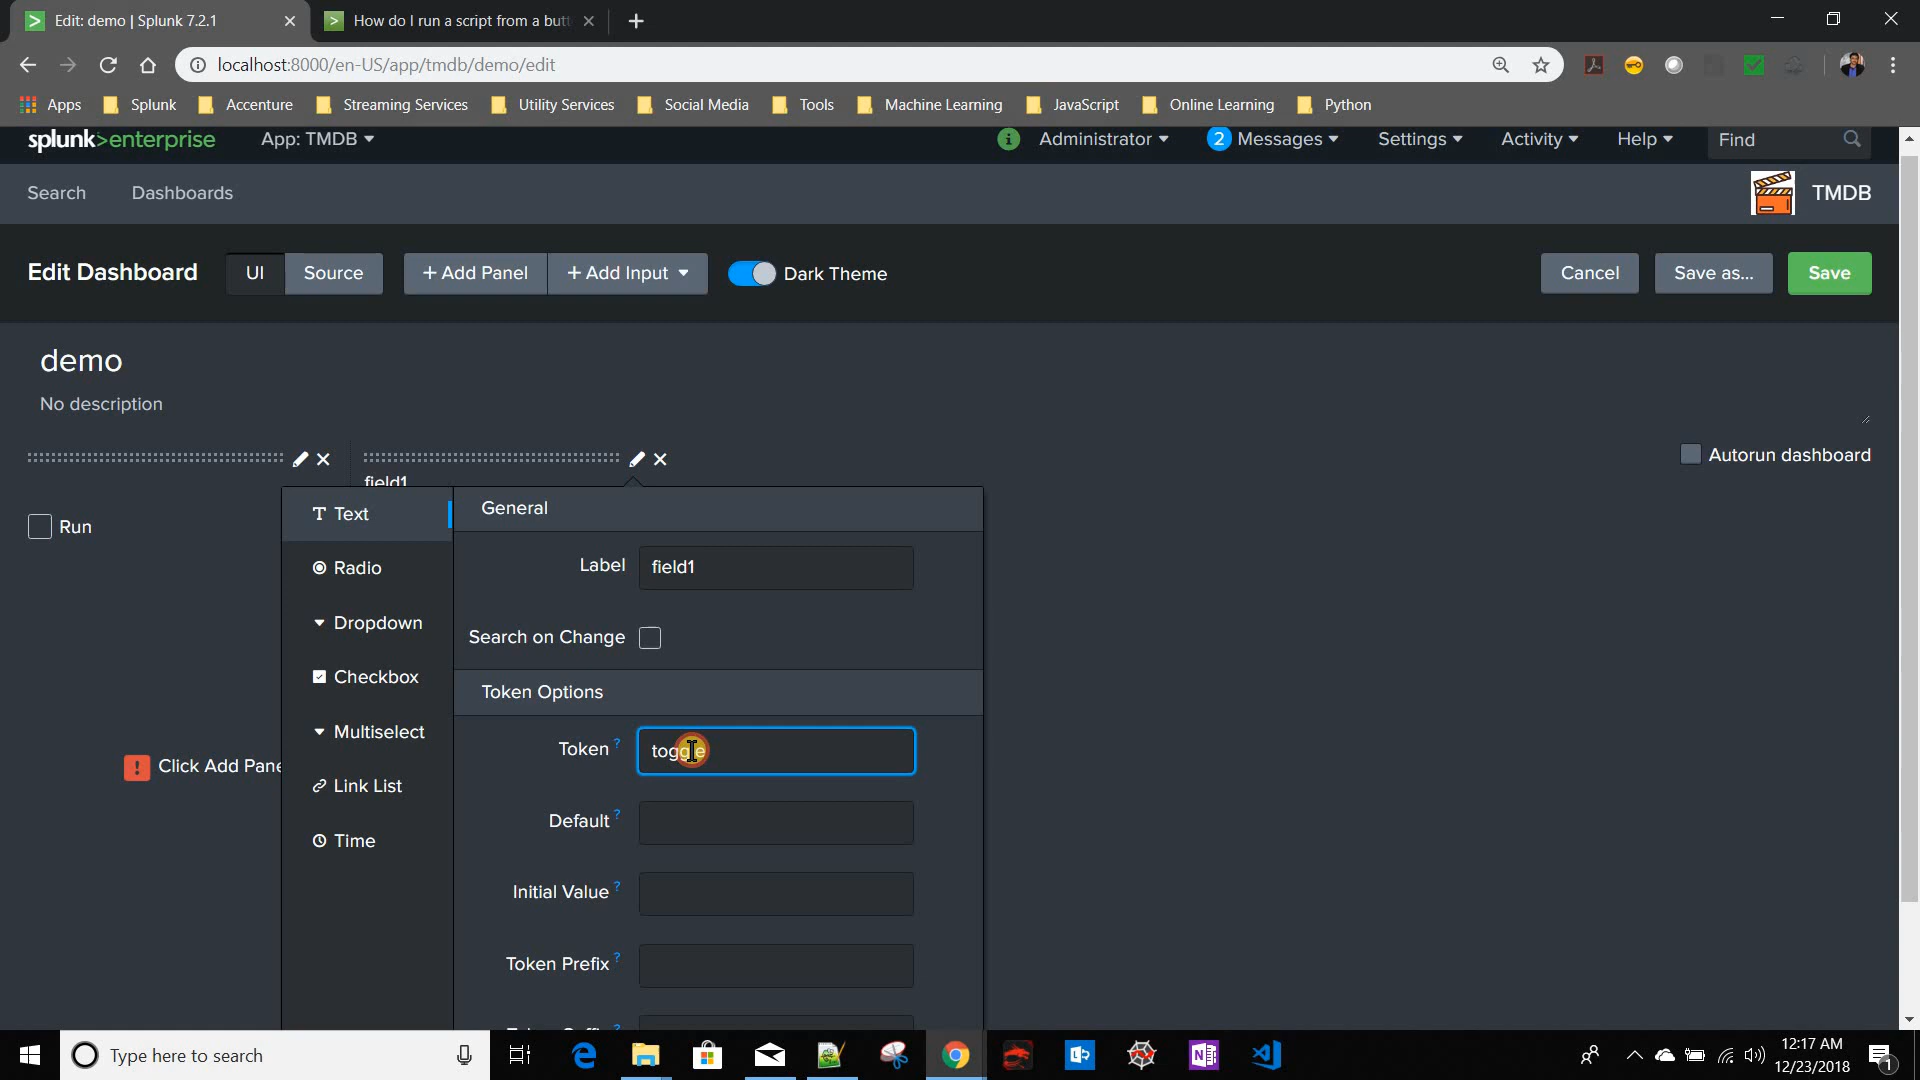 Edit: demo | Splunk 7.2.1
How do I run a script from a butt
localhost:8000/en-US/app/tmdb/demo/edit
Apps Splunk Accenture Streaming Services Utility Services Social Media Tools Machine Learning JavaScript Online Learning Python
splunk>enterprise App: TMDB i Administrator 2 Messages Settings Activity Help Find
Search Dashboards TMDB
Edit Dashboard UI Source + Add Panel + Add Input Dark Theme Cancel Save as... Save
demo
No description
Autorun dashboard
field1
Run
Text
Radio
Dropdown
Checkbox
Multiselect
Link List
Time
General
Label field1
Search on Change
Token Options
Token ? toggle
Default ?
Initial Value ?
Token Prefix ?
Click Add Pane
Type here to search
12:17 AM
12/23/2018
1